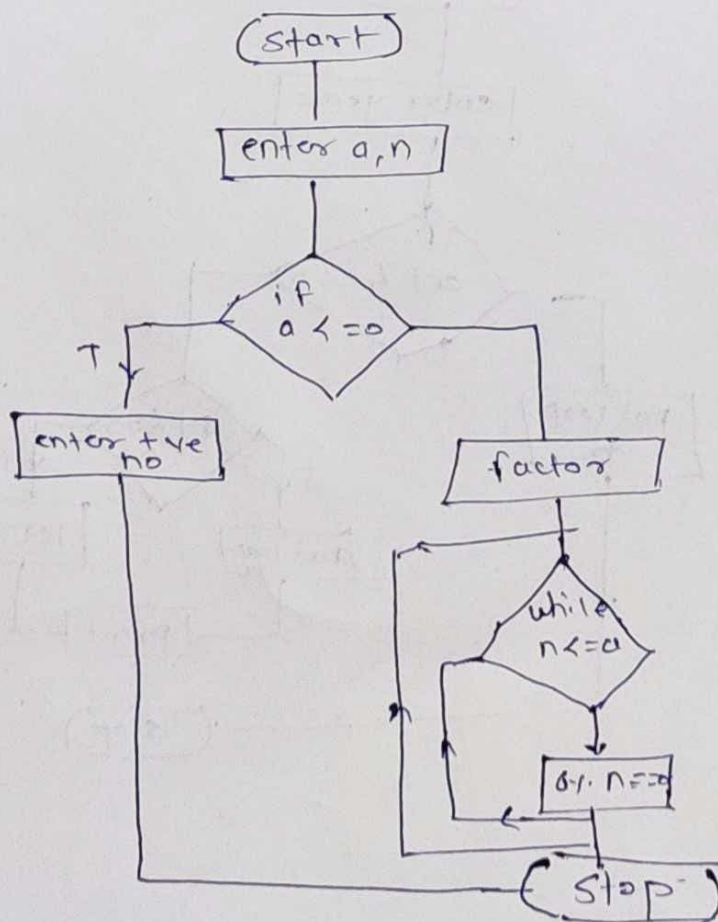 start
enter a, n
if
a <=0
T
enter +ve
no
factor
while
n<=a
a% n==0
Stop